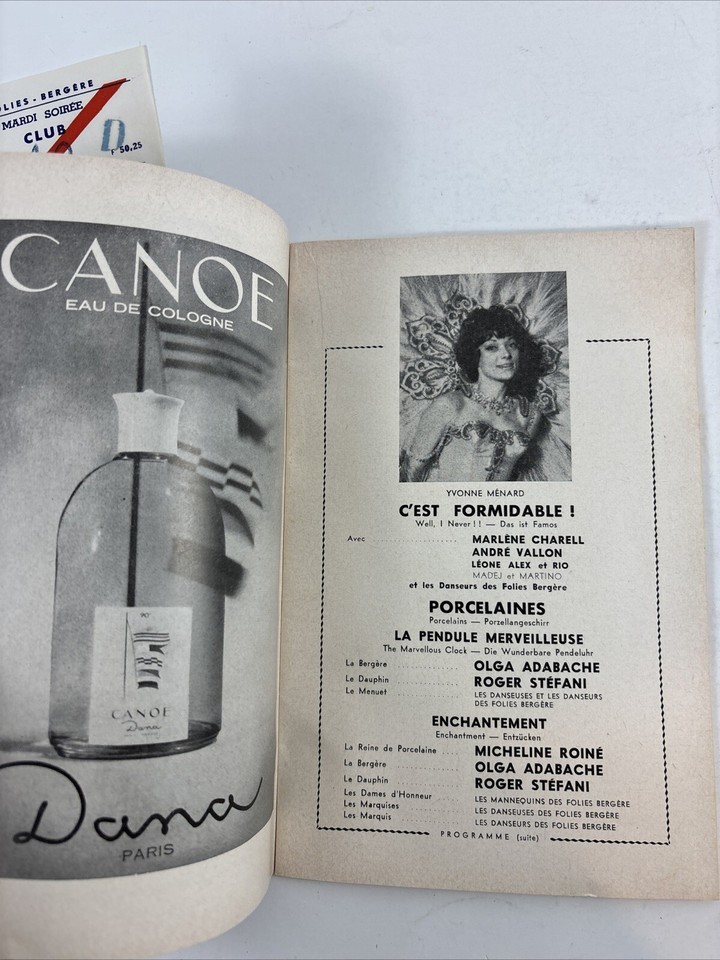 OLIES - BERGÈRE
MARDI SOIRÉE
CLUB
D
F 50,25
CANOE
EAU DE COLOGNE
90°
CANOE
Dana
Dana
PARIS
YVONNE MÉNARD
C'EST FORMIDABLE !
Well, I Never !! — Das ist Famos
Avec MARLÈNE CHARELL
ANDRÉ VALLON
LÉONE ALEX et RIO
MADEJ et MARTINO
et les Danseurs des Folies Bergère
PORCELAINES
Porcelains — Porzellangeschirr
LA PENDULE MERVEILLEUSE
The Marvellous Clock — Die Wunderbare Pendeluhr
La Bergère OLGA ADABACHE
Le Dauphin ROGER STÉFANI
Le Menuet LES DANSEUSES ET LES DANSEURS
DES FOLIES BERGÈRE
ENCHANTEMENT
Enchantment — Entzücken
La Reine de Porcelaine MICHELINE ROINÉ
La Bergère OLGA ADABACHE
Le Dauphin ROGER STÉFANI
Les Dames d'Honneur LES MANNEQUINS DES FOLIES BERGÈRE
Les Marquises LES DANSEUSES DES FOLIES BERGÈRE
Les Marquis LES DANSEURS DES FOLIES BERGÈRE
PROGRAMME (suite)